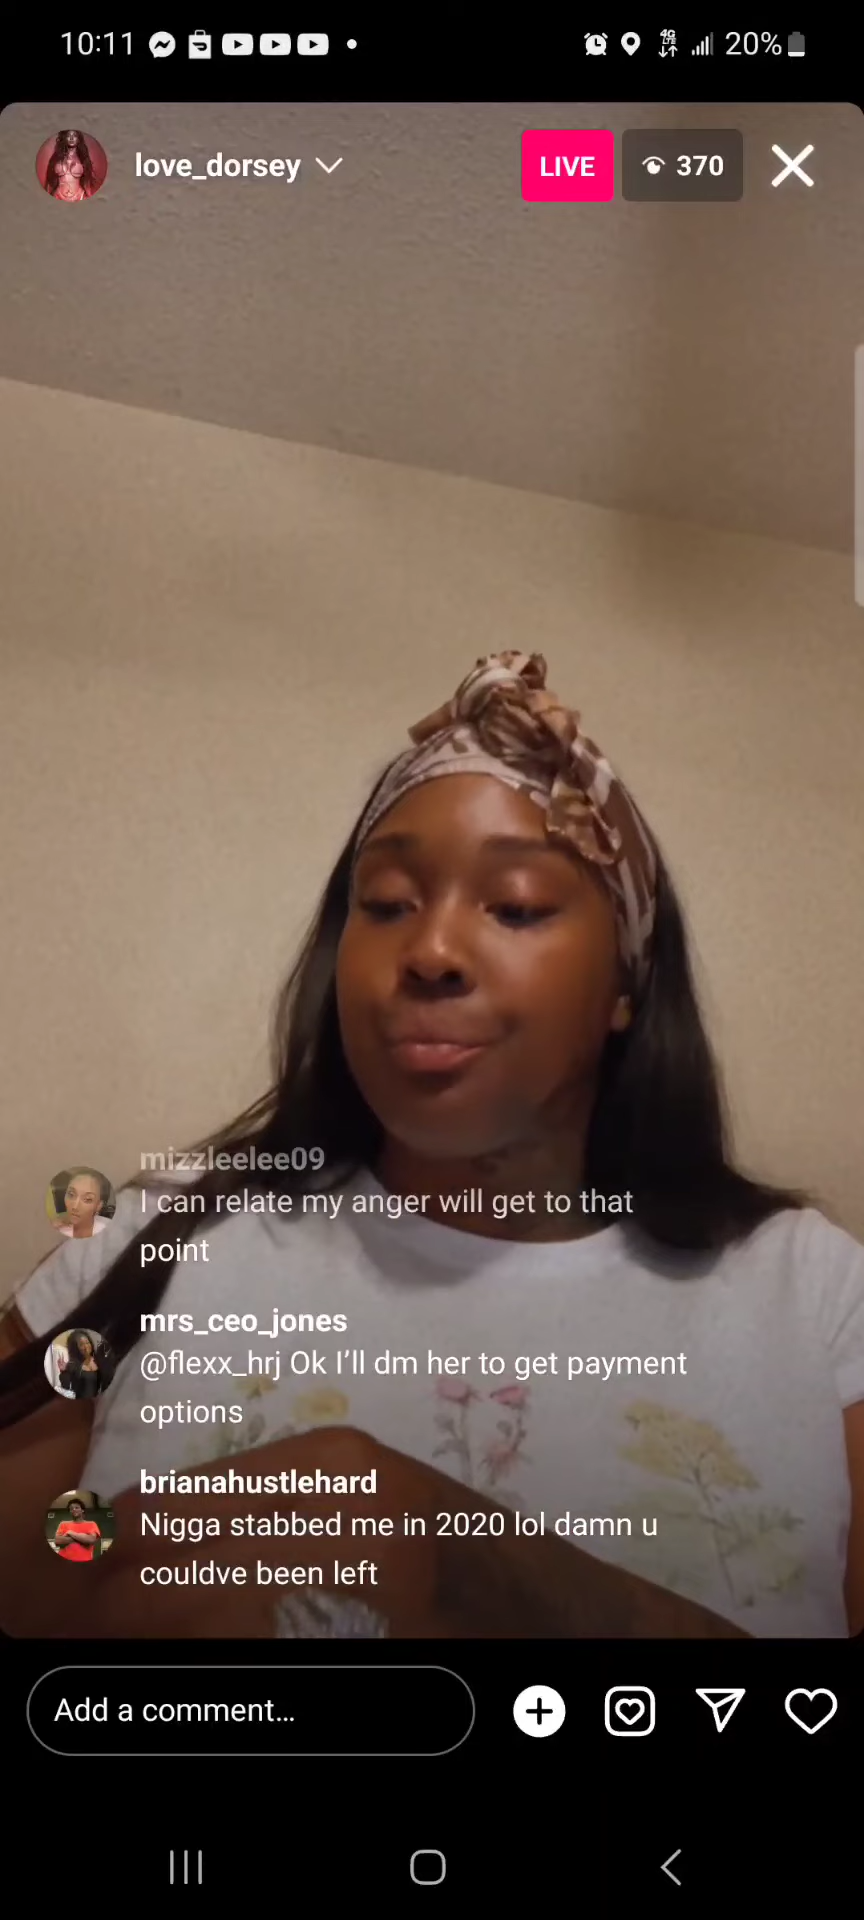 10:11
4G LTE
20%
love_dorsey
LIVE
370
mizzleelee09
I can relate my anger will get to that
point
mrs_ceo_jones
@flexx_hrj Ok I’ll dm her to get payment
options
brianahustlehard
Nigga stabbed me in 2020 lol damn u
couldve been left
Add a comment...